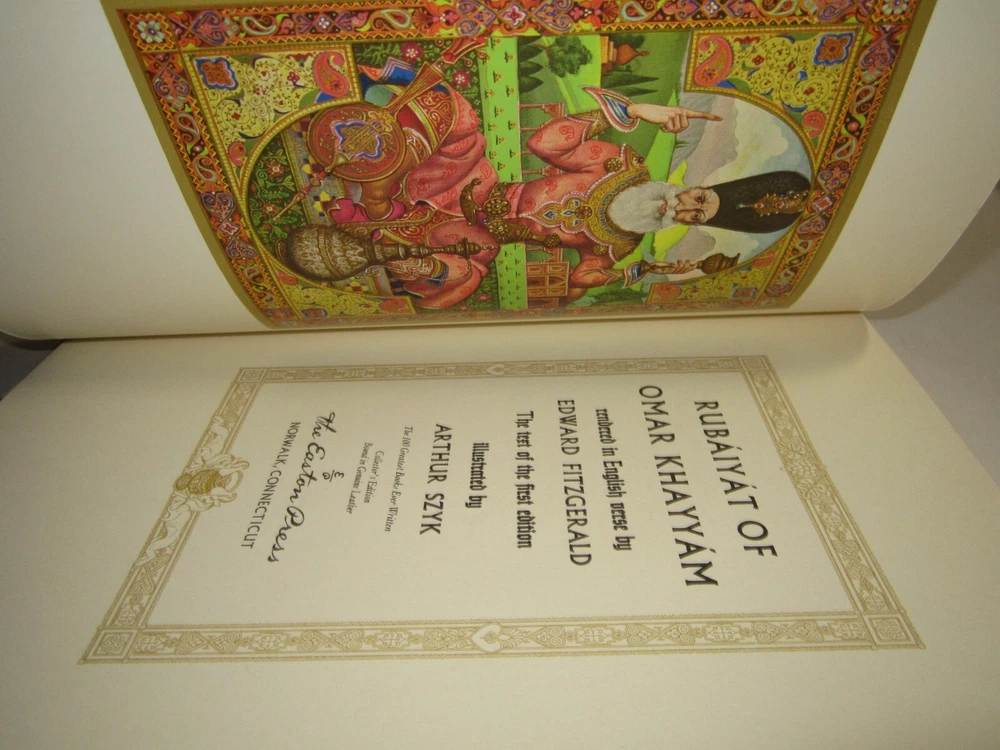 RUBÁIYÁT OF
OMAR KHAYYÁM
rendered in English verse by
EDWARD FITZGERALD
The text of the first edition
illustrated by
ARTHUR SZYK
The 100 Greatest Books Ever Written
Collector's Edition
Bound in Genuine Leather
The Easton Press
NORWALK, CONNECTICUT